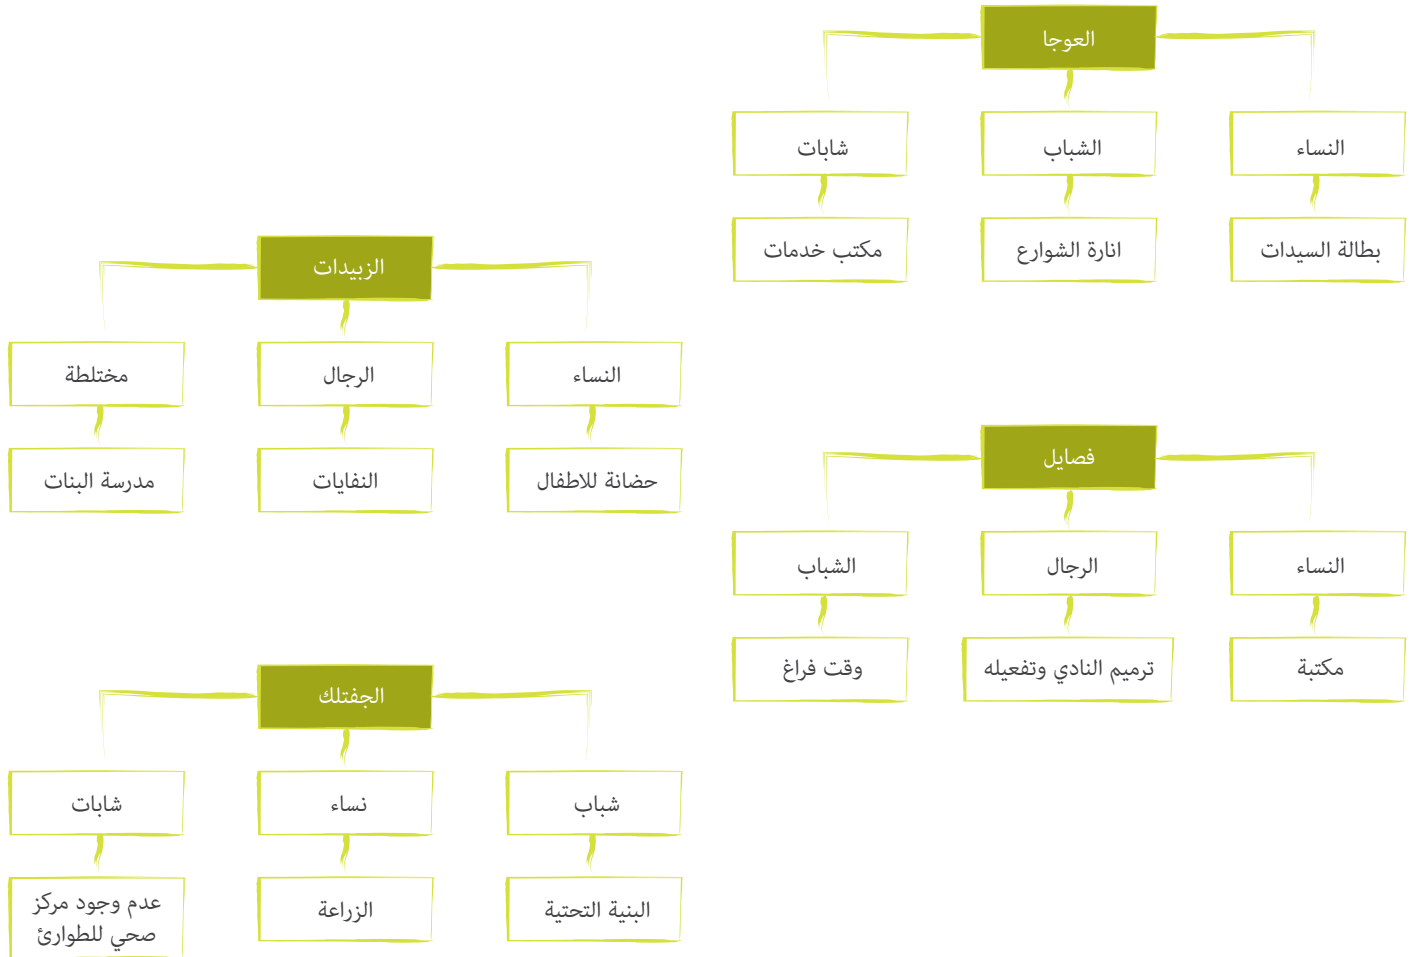 العوجا
النساء
الشباب
شابات
بطالة السيدات
انارة الشوارع
مكتب خدمات
الزبيدات
النساء
الرجال
مختلطة
حضانة للاطفال
النفايات
مدرسة البنات
فصايل
النساء
الرجال
الشباب
مكتبة
ترميم النادي وتفعيله
وقت فراغ
الجفتلك
شباب
نساء
شابات
البنية التحتية
الزراعة
عدم وجود مركز
صحي للطوارئ